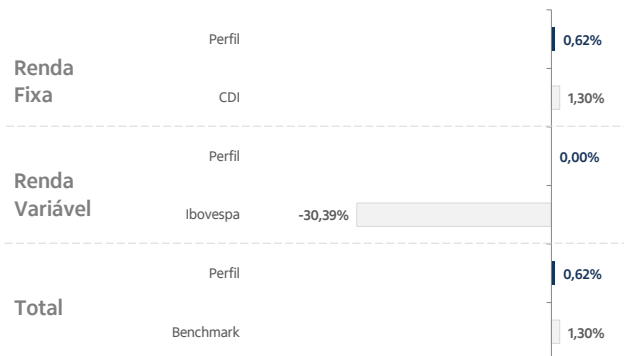 Renda
Fixa
Perfil
0,62%
CDI
1,30%
Renda
Variável
Perfil
0,00%
Ibovespa
-30,39%
Total
Perfil
0,62%
Benchmark
1,30%